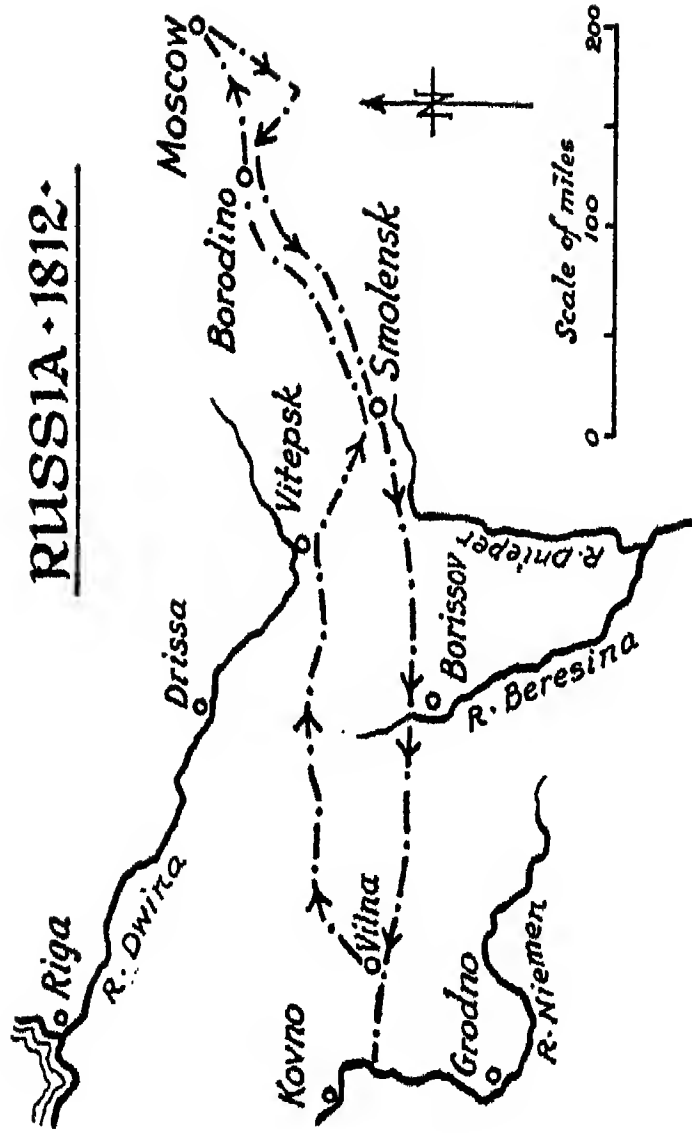 RUSSIA · 1812 ·
Riga
R. Dwina
Drissa
Vitepsk
Moscow
Borodino
Smolensk
Kovno
Vilna
Borissov
R. Dnieper
R. Beresina
Grodno
R. Niemen
N
Scale of miles
0 100 200